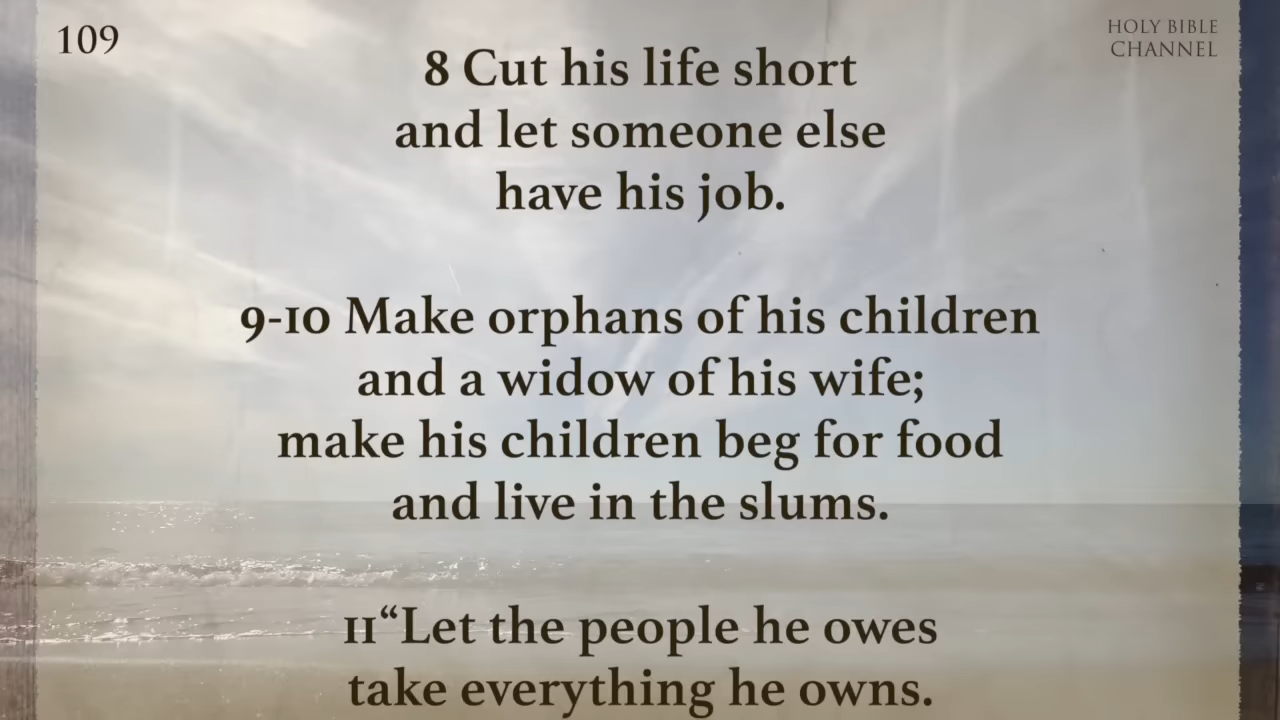 109
HOLY BIBLE
CHANNEL
8 Cut his life short
and let someone else
have his job.
9-10 Make orphans of his children
and a widow of his wife;
make his children beg for food
and live in the slums.
11“Let the people he owes
take everything he owns.